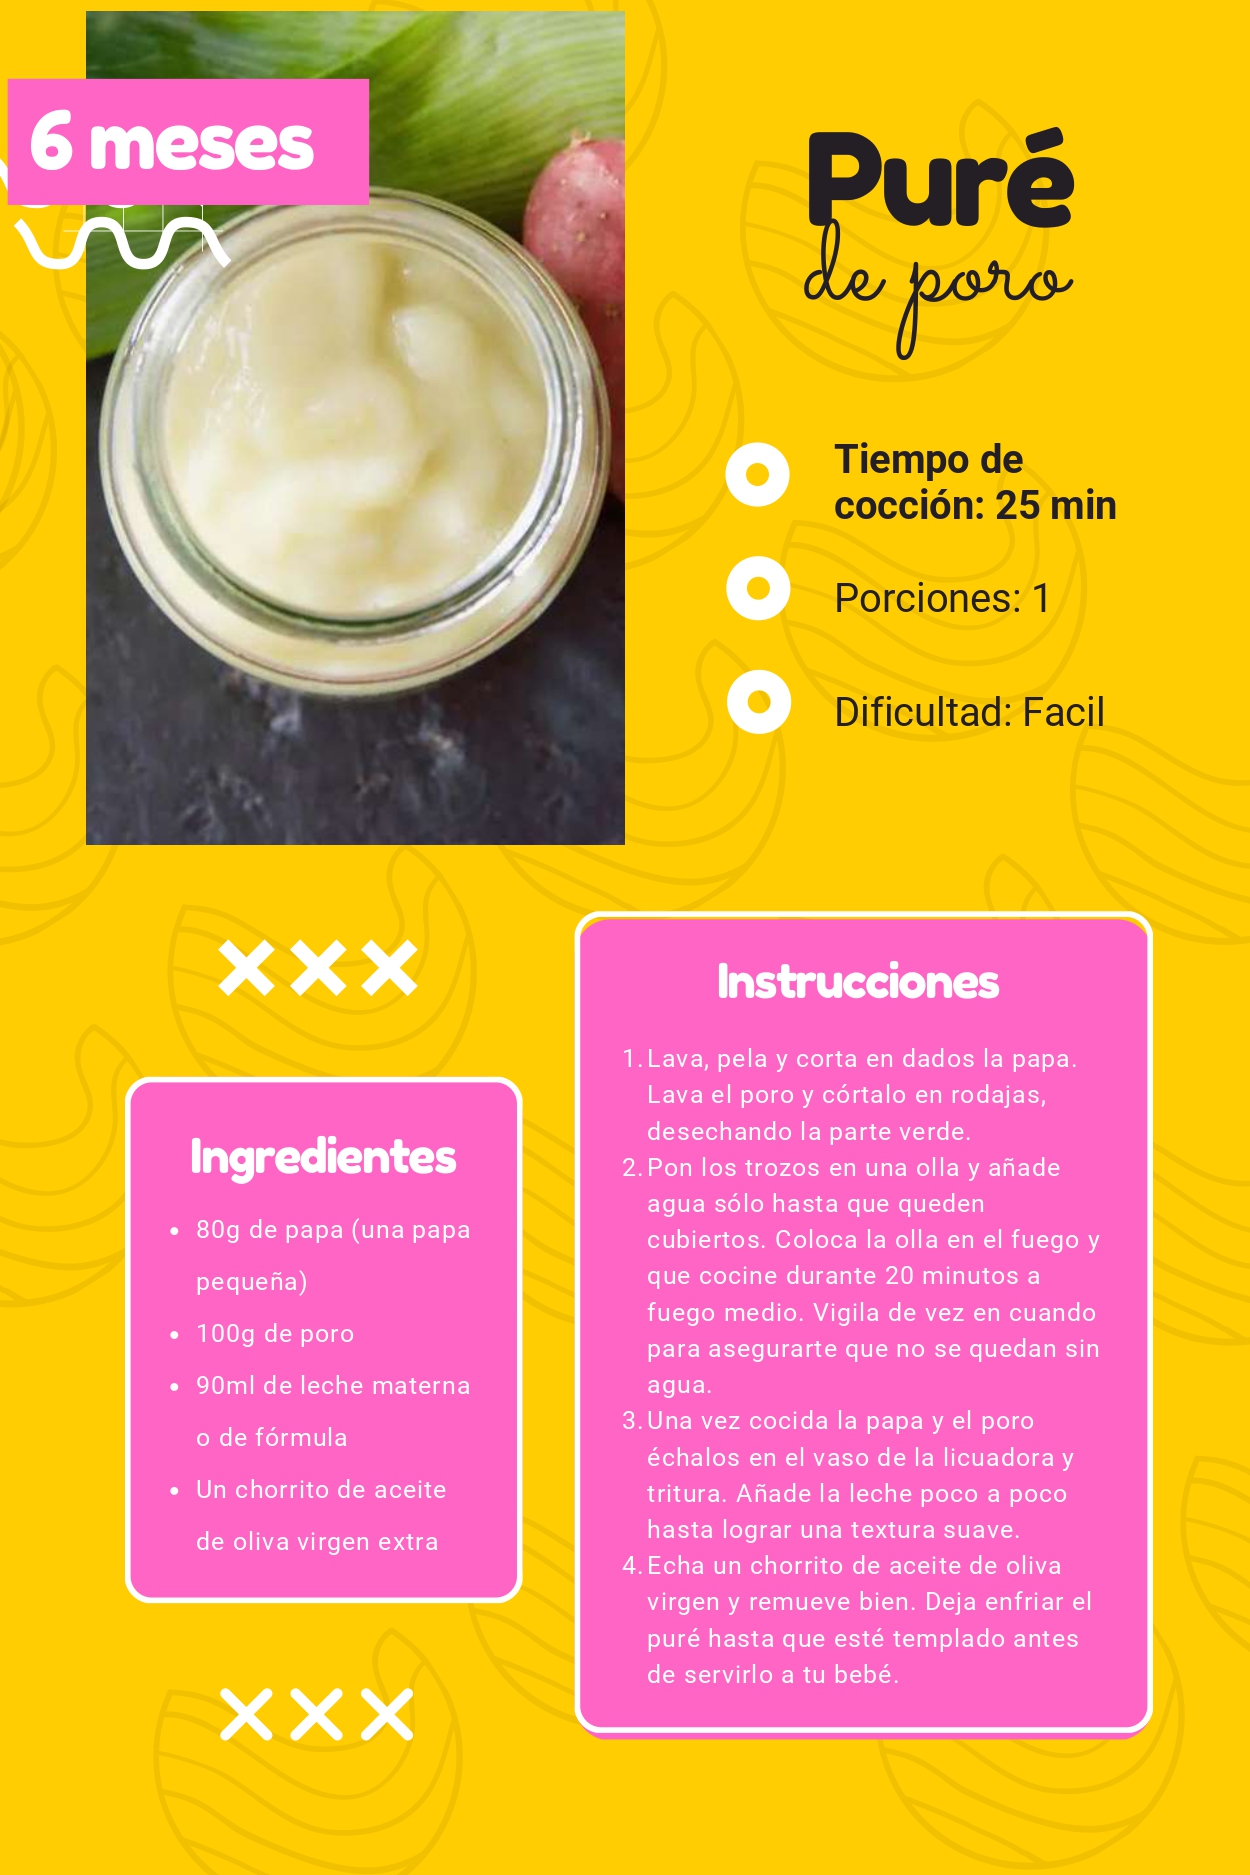 6 meses
Puré
de poro
Tiempo de
cocción: 25 min
Porciones: 1
Dificultad: Facil
Ingredientes
• 80g de papa (una papa
pequeña)
• 100g de poro
• 90ml de leche materna
o de fórmula
• Un chorrito de aceite
de oliva virgen extra
Instrucciones
1. Lava, pela y corta en dados la papa.
Lava el poro y córtalo en rodajas,
desechando la parte verde.
2. Pon los trozos en una olla y añade
agua sólo hasta que queden
cubiertos. Coloca la olla en el fuego y
que cocine durante 20 minutos a
fuego medio. Vigila de vez en cuando
para asegurarte que no se quedan sin
agua.
3. Una vez cocida la papa y el poro
échalos en el vaso de la licuadora y
tritura. Añade la leche poco a poco
hasta lograr una textura suave.
4. Echa un chorrito de aceite de oliva
virgen y remueve bien. Deja enfriar el
puré hasta que esté templado antes
de servirlo a tu bebé.